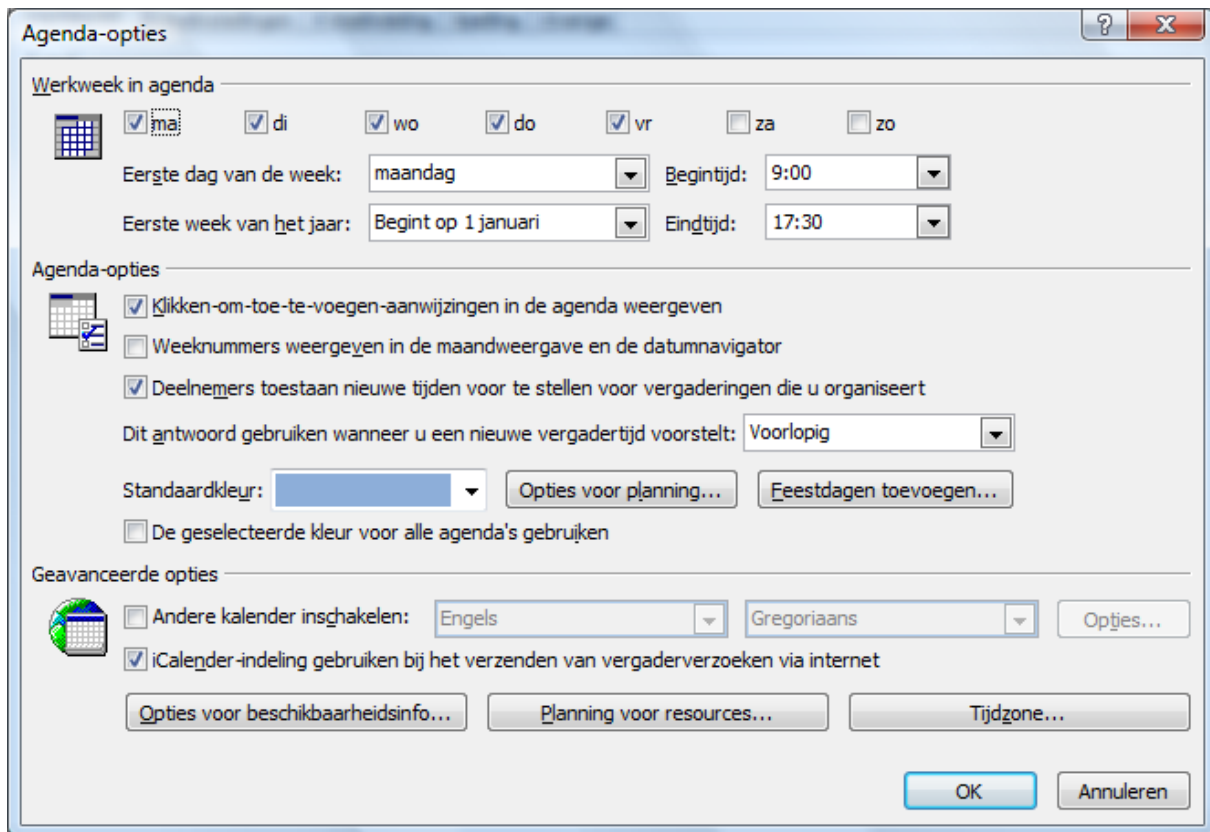 Agenda-opties
Werkweek in agenda
ma di wo do vr za zo
Eerste dag van de week: maandag Begintijd: 9:00
Eerste week van het jaar: Begint op 1 januari Eindtijd: 17:30
Agenda-opties
Klikken-om-toe-te-voegen-aanwijzingen in de agenda weergeven
Weeknummers weergeven in de maandweergave en de datumnavigator
Deelnemers toestaan nieuwe tijden voor te stellen voor vergaderingen die u organiseert
Dit antwoord gebruiken wanneer u een nieuwe vergadertijd voorstelt: Voorlopig
Standaardkleur: Opties voor planning... Feestdagen toevoegen...
De geselecteerde kleur voor alle agenda's gebruiken
Geavanceerde opties
Andere kalender inschakelen: Engels Gregoriaans Opties...
iCalender-indeling gebruiken bij het verzenden van vergaderverzoeken via internet
Opties voor beschikbaarheidsinfo... Planning voor resources... Tijdzone...
OK Annuleren